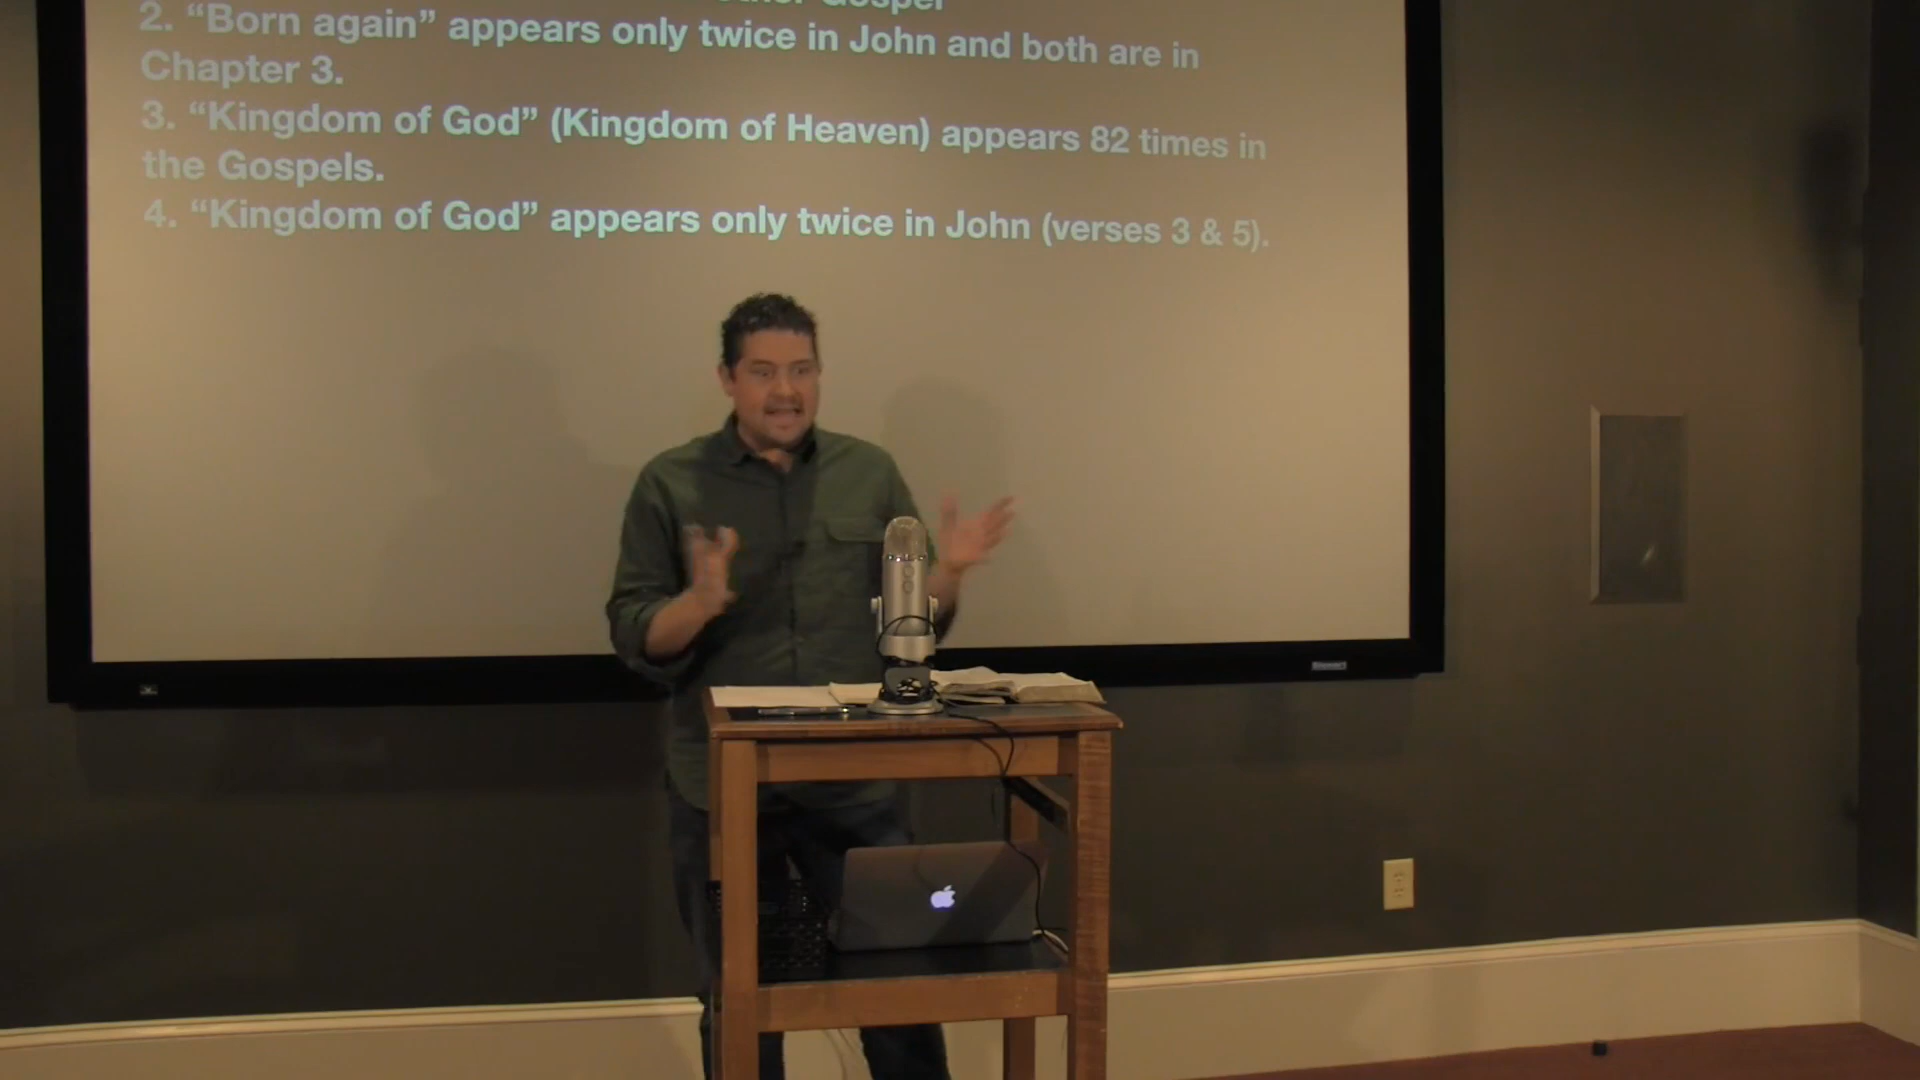 Gospel
2. “Born again” appears only twice in John and both are in
Chapter 3.
3. “Kingdom of God” (Kingdom of Heaven) appears 82 times in
the Gospels.
4. “Kingdom of God” appears only twice in John (verses 3 & 5).